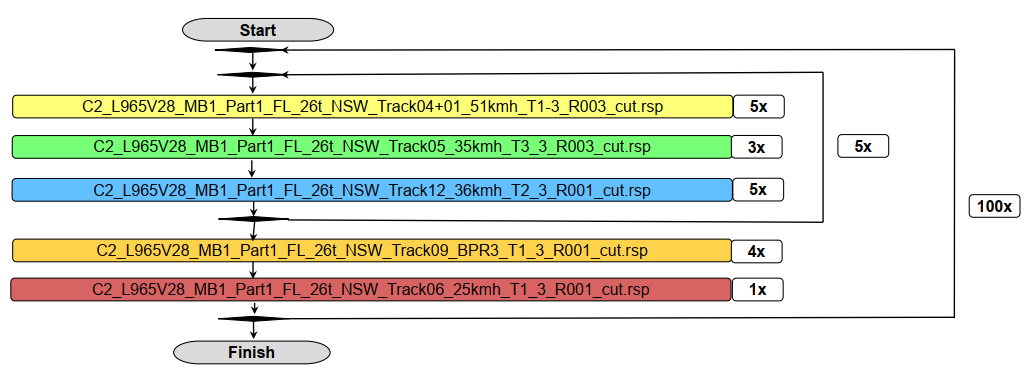 Start
C2_L965V28_MB1_Part1_FL_26t_NSW_Track04+01_51kmh_T1-3_R003_cut.rsp 5x
C2_L965V28_MB1_Part1_FL_26t_NSW_Track05_35kmh_T3_3_R003_cut.rsp 3x
5x
C2_L965V28_MB1_Part1_FL_26t_NSW_Track12_36kmh_T2_3_R001_cut.rsp 5x
100x
C2_L965V28_MB1_Part1_FL_26t_NSW_Track09_BPR3_T1_3_R001_cut.rsp 4x
C2_L965V28_MB1_Part1_FL_26t_NSW_Track06_25kmh_T1_3_R001_cut.rsp 1x
Finish